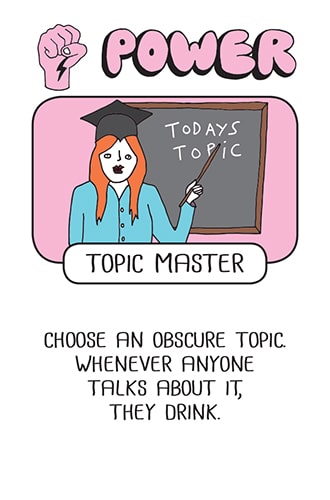 POWER
TODAYS
TOPIC
TOPIC MASTER
CHOOSE AN OBSCURE TOPIC.
WHENEVER ANYONE
TALKS ABOUT IT,
THEY DRINK.